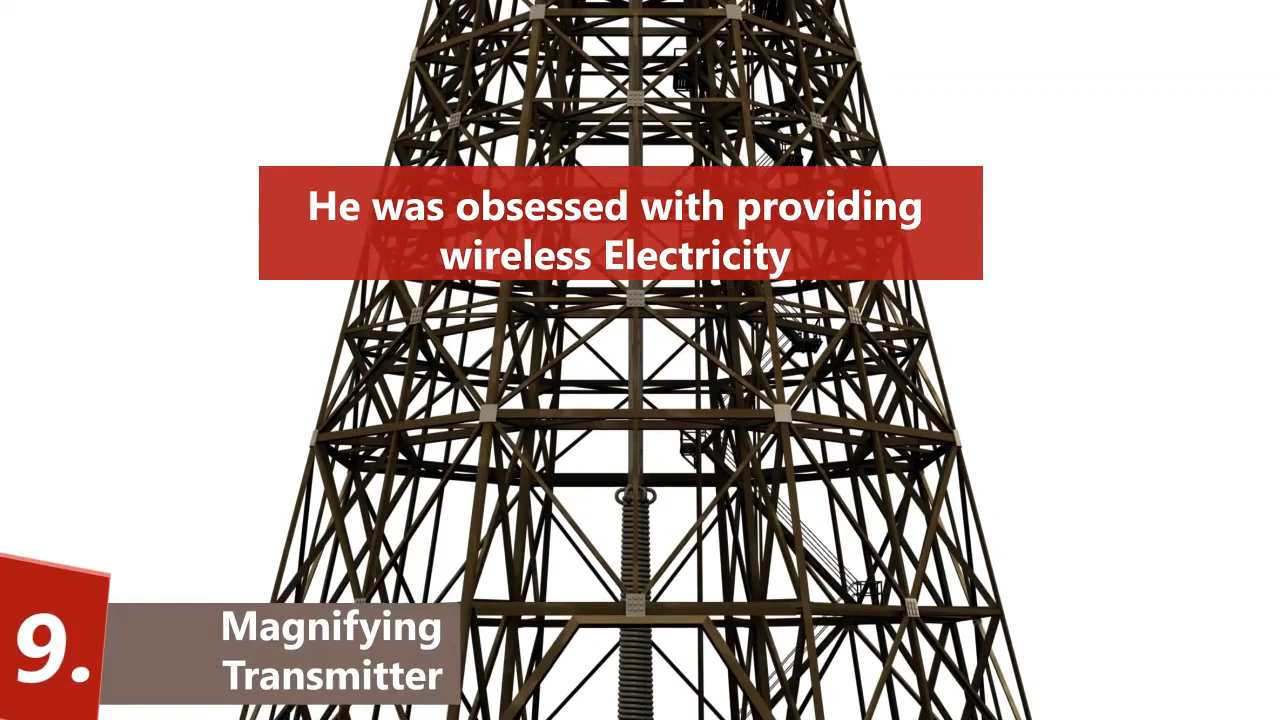 He was obsessed with providing
wireless Electricity
9.
Magnifying
Transmitter